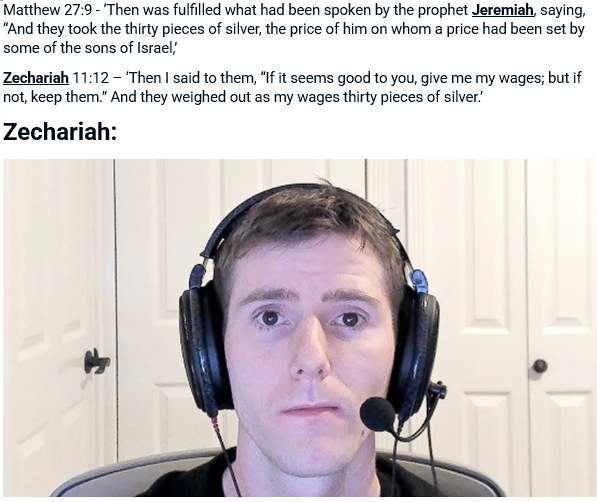 Matthew 27:9 - ‘Then was fulfilled what had been spoken by the prophet Jeremiah, saying,
“And they took the thirty pieces of silver, the price of him on whom a price had been set by
some of the sons of Israel,’
Zechariah 11:12 – ‘Then I said to them, “If it seems good to you, give me my wages; but if
not, keep them.” And they weighed out as my wages thirty pieces of silver.’
Zechariah: